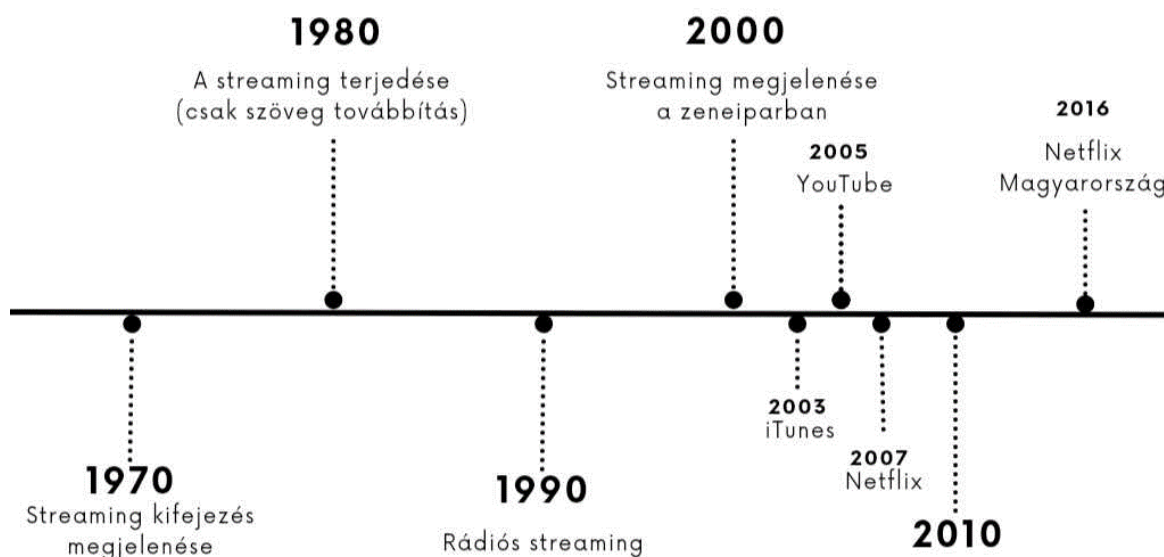 1980
A streaming terjedése
(csak szöveg továbbítás)
2000
Streaming megjelenése
a zeneiparban
2005
YouTube
2016
Netflix
Magyarország
1970
Streaming kifejezés
megjelenése
1990
Rádiós streaming
2003
iTunes
2007
Netflix
2010